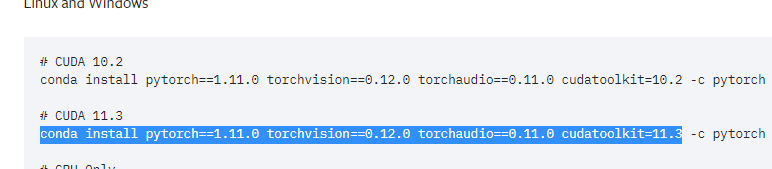 Linux and Windows
# CUDA 10.2
conda install pytorch==1.11.0 torchvision==0.12.0 torchaudio==0.11.0 cudatoolkit=10.2 -c pytorch
# CUDA 11.3
conda install pytorch==1.11.0 torchvision==0.12.0 torchaudio==0.11.0 cudatoolkit=11.3 -c pytorch
# CPU Only